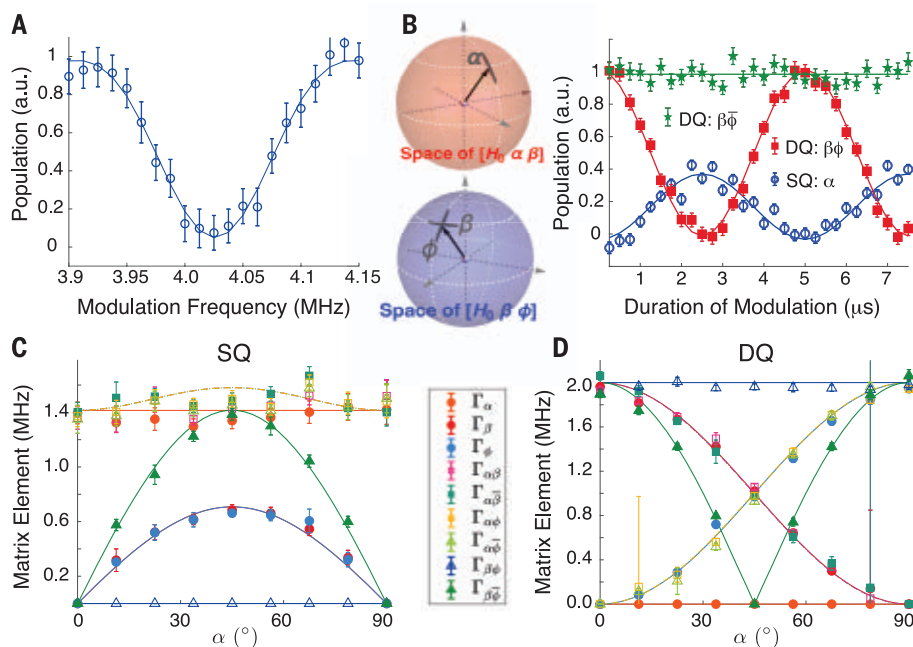 A
Population (a.u.)
1
0.8
0.6
0.4
0.2
0
3.9
3.95
4.0
4.05
4.10
4.15
Modulation Frequency (MHz)
B
α
Space of [H₀ α β]
β
ϕ
Space of [H₀ β ϕ]
Population (a.u.)
1
0.8
0.4
0
DQ: βϕ̅
DQ: βϕ
SQ: α
1
2
3
4
5
6
7
Duration of Modulation (μs)
C
SQ
Matrix Element (MHz)
1.4
1.0
0.6
0.2
0
30
60
90
α (°)
Γα
Γβ
Γϕ
Γαβ
Γαβ̅
Γαϕ
Γαϕ̅
Γβϕ
Γβϕ̅
D
DQ
Matrix Element (MHz)
2.0
1.6
1.2
0.8
0.4
0.0
0
30
60
90
α (°)